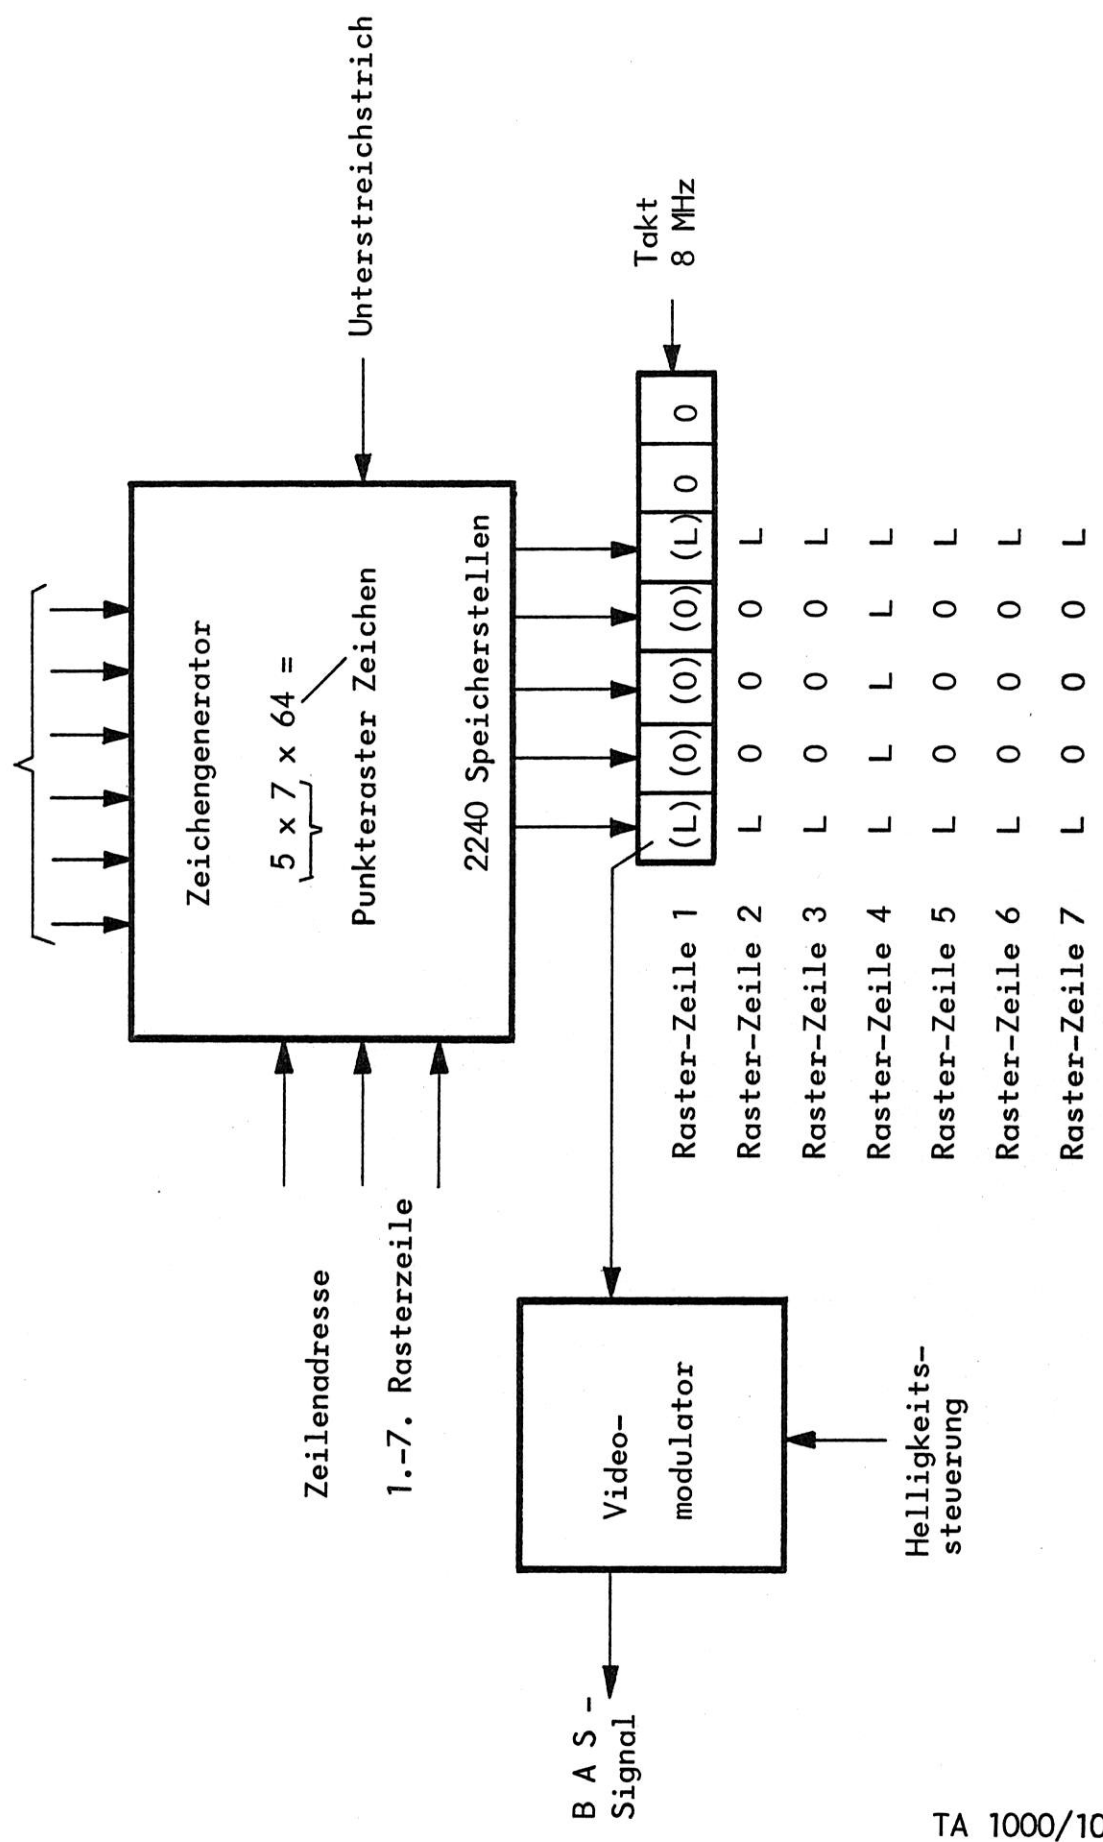 Zeichengenerator
5 x 7 x 64 =
Punkteraster Zeichen
2240 Speicherstellen
Unterstreichstrich
Zeilenadresse
1.-7. Rasterzeile
Takt
8 MHz
(L) (O) (O) (O) (L) O O
Raster-Zeile 1
Raster-Zeile 2 L O O O L
Raster-Zeile 3 L O O O L
Raster-Zeile 4 L L L L L
Raster-Zeile 5 L O O O L
Raster-Zeile 6 L O O O L
Raster-Zeile 7 L O O O L
Video-
modulator
B A S -
Signal
Helligkeits-
steuerung
TA 1000/10